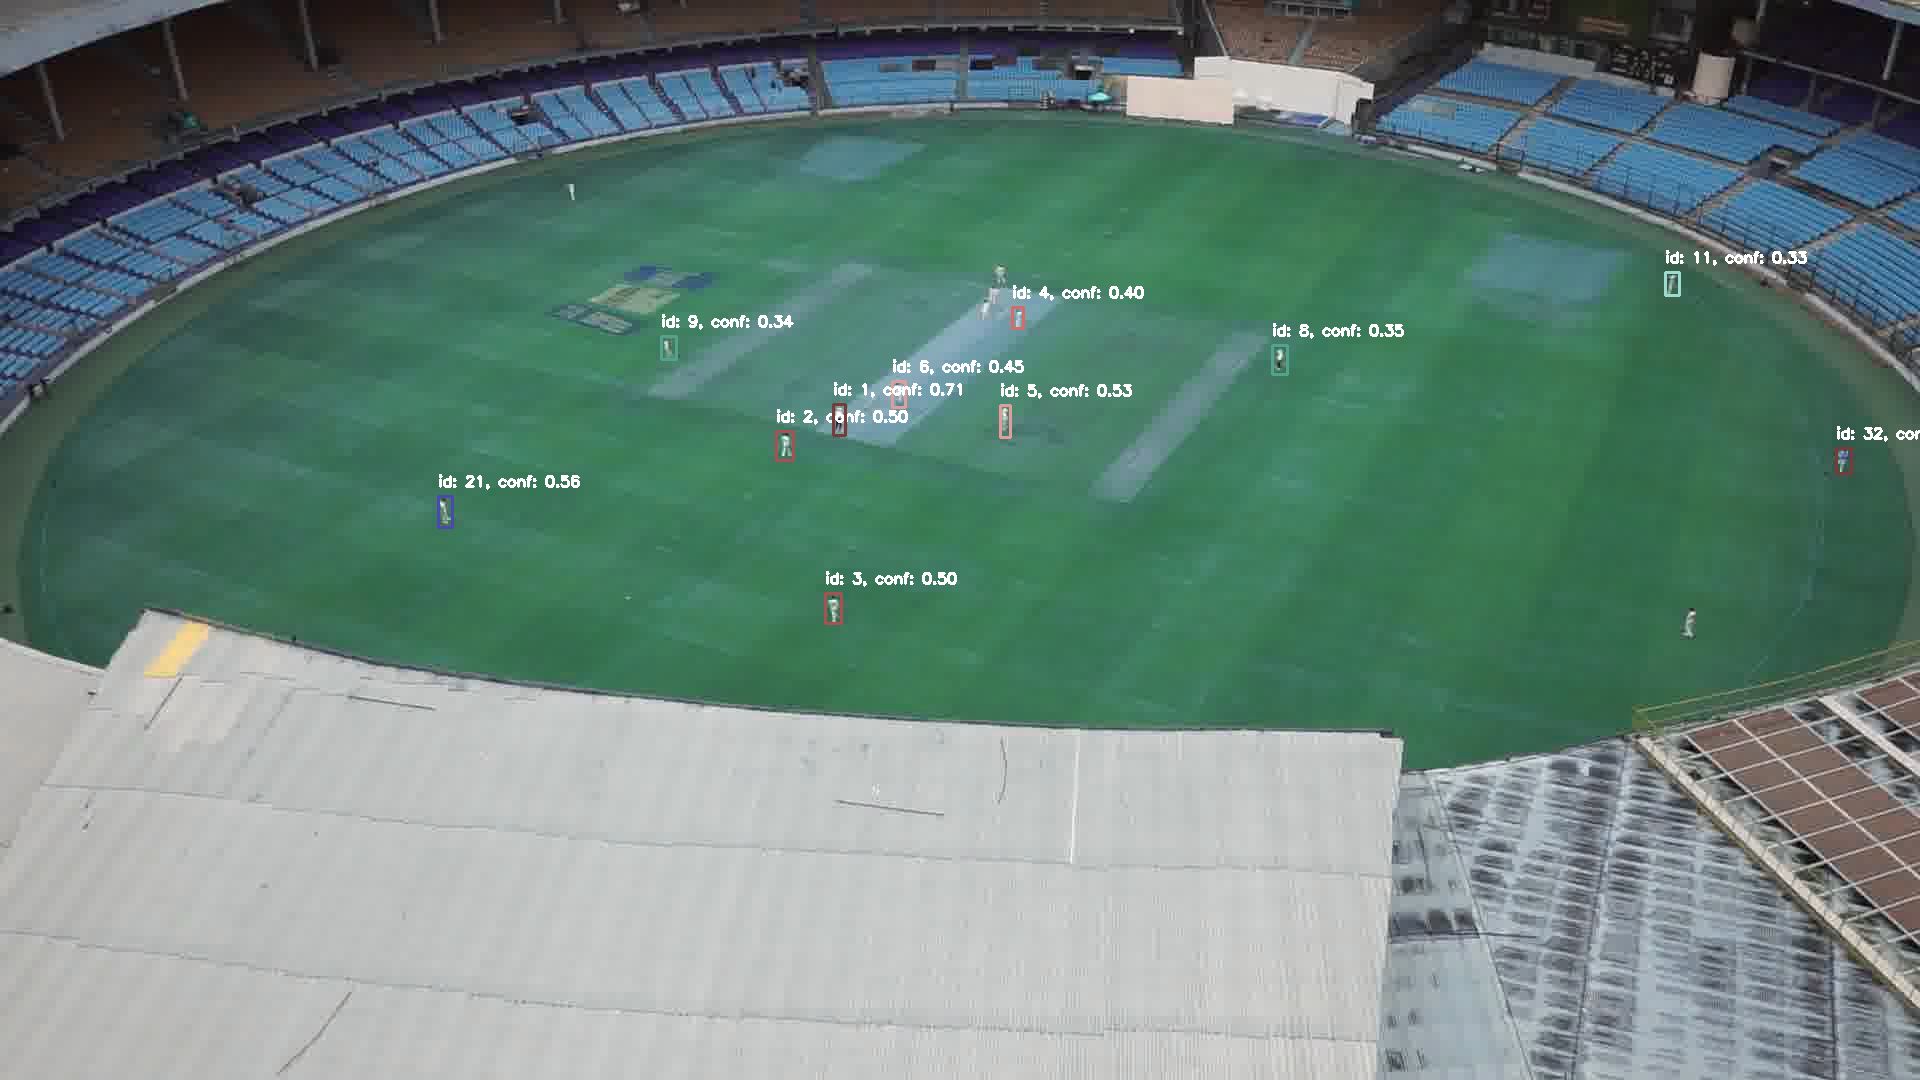 id: 11, conf: 0.33
id: 4, conf: 0.40
id: 9, conf: 0.34
id: 8, conf: 0.35
id: 6, conf: 0.45
id: 1, conf: 0.71
id: 5, conf: 0.53
id: 2, conf: 0.50
id: 32, cor
id: 21, conf: 0.56
id: 3, conf: 0.50